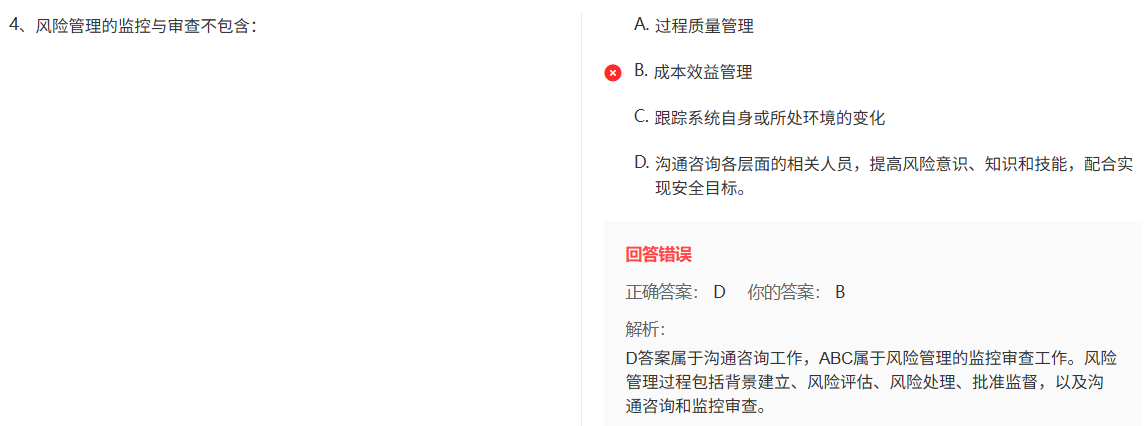 4、风险管理的监控与审查不包含：
A. 过程质量管理
B. 成本效益管理
C. 跟踪系统自身或所处环境的变化
D. 沟通咨询各层面的相关人员，提高风险意识、知识和技能，配合实
现安全目标。
回答错误
正确答案： D 你的答案： B
解析：
D答案属于沟通咨询工作，ABC属于风险管理的监控审查工作。风险
管理过程包括背景建立、风险评估、风险处理、批准监督，以及沟
通咨询和监控审查。